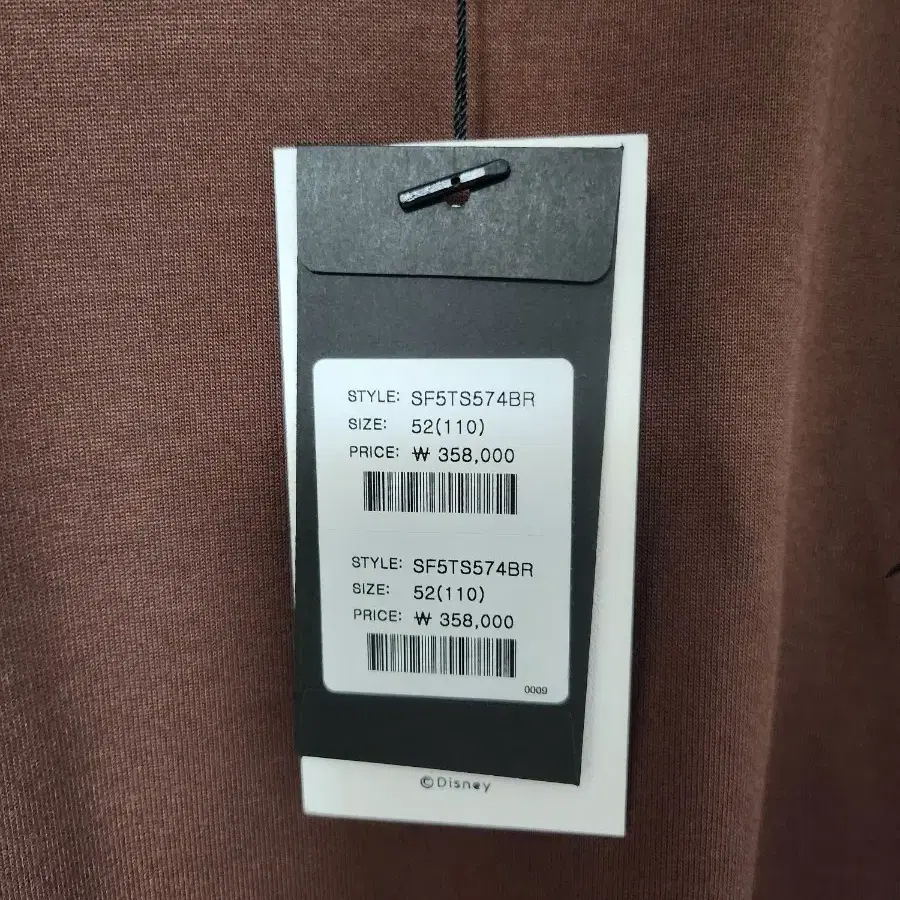 STYLE: SF5TS574BR
SIZE: 52(110)
PRICE: ₩ 358,000
STYLE: SF5TS574BR
SIZE: 52(110)
PRICE: ₩ 358,000
0009
©Disney